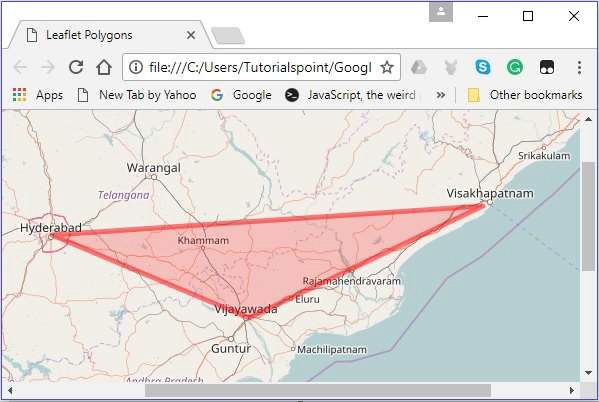 Leaflet Polygons
file:///C:/Users/Tutorialspoint/Googl
Apps New Tab by Yahoo Google JavaScript, the weird » Other bookmarks
Srikakulam
Warangal
Telangana
Visakhapatnam
Hyderabad
Khammam
Rajamahendravaram
Eluru
Vijayawada
Guntur
Machilipatnam
Andhra Pradesh